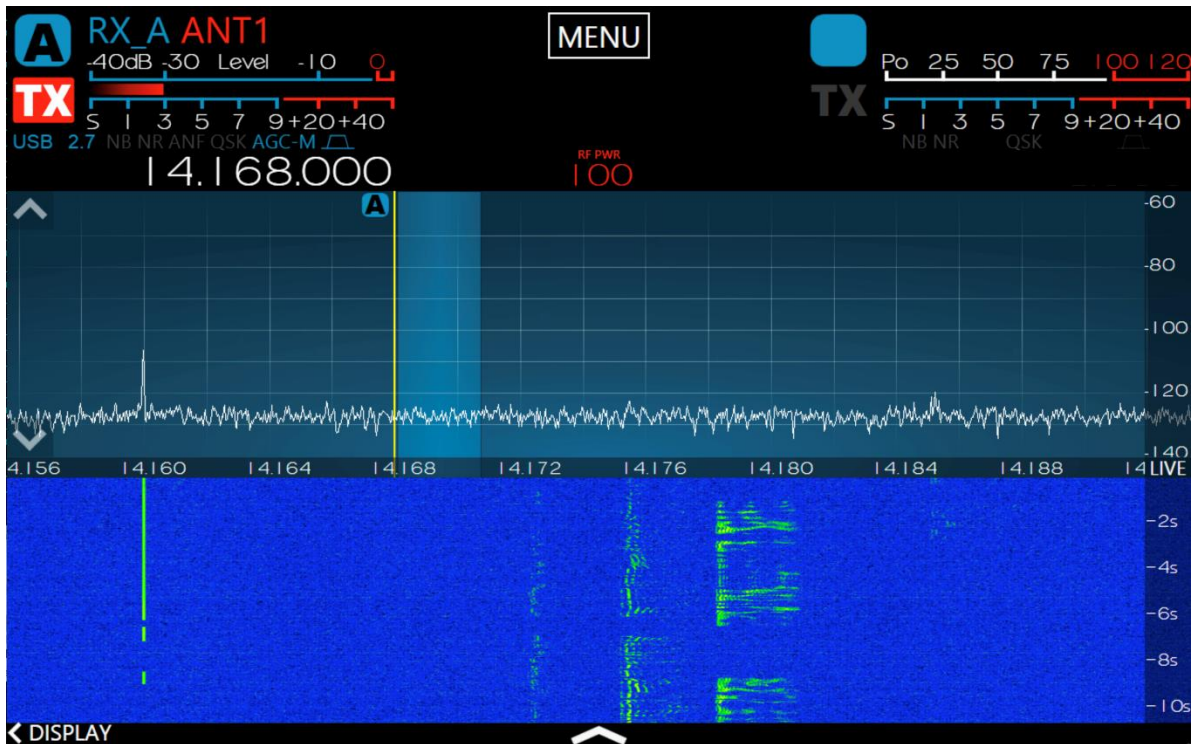 A RX_A ANT1 MENU
-40dB -30 Level -10 0 Po 25 50 75 100 120
TX TX
S 1 3 5 7 9 +20 +40 S 1 3 5 7 9 +20 +40
USB 2.7 NB NR ANF QSK AGC-M NB NR QSK
RF PWR
14.168.000 100
A
-60
-80
-100
-120
-140
4.156 14.160 14.164 14.168 14.172 14.176 14.180 14.184 14.188 14 LIVE
-2s
-4s
-6s
-8s
-10s
< DISPLAY